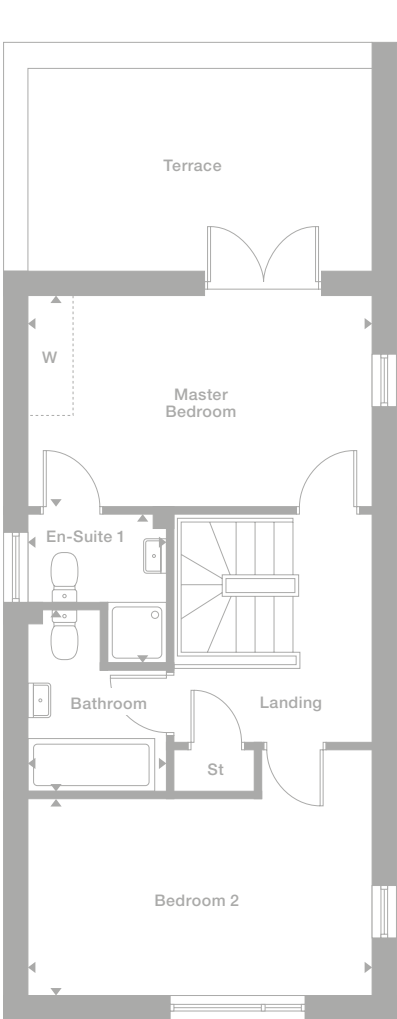 Terrace
W
Master
Bedroom
En-Suite 1
Bathroom
Landing
St
Bedroom 2